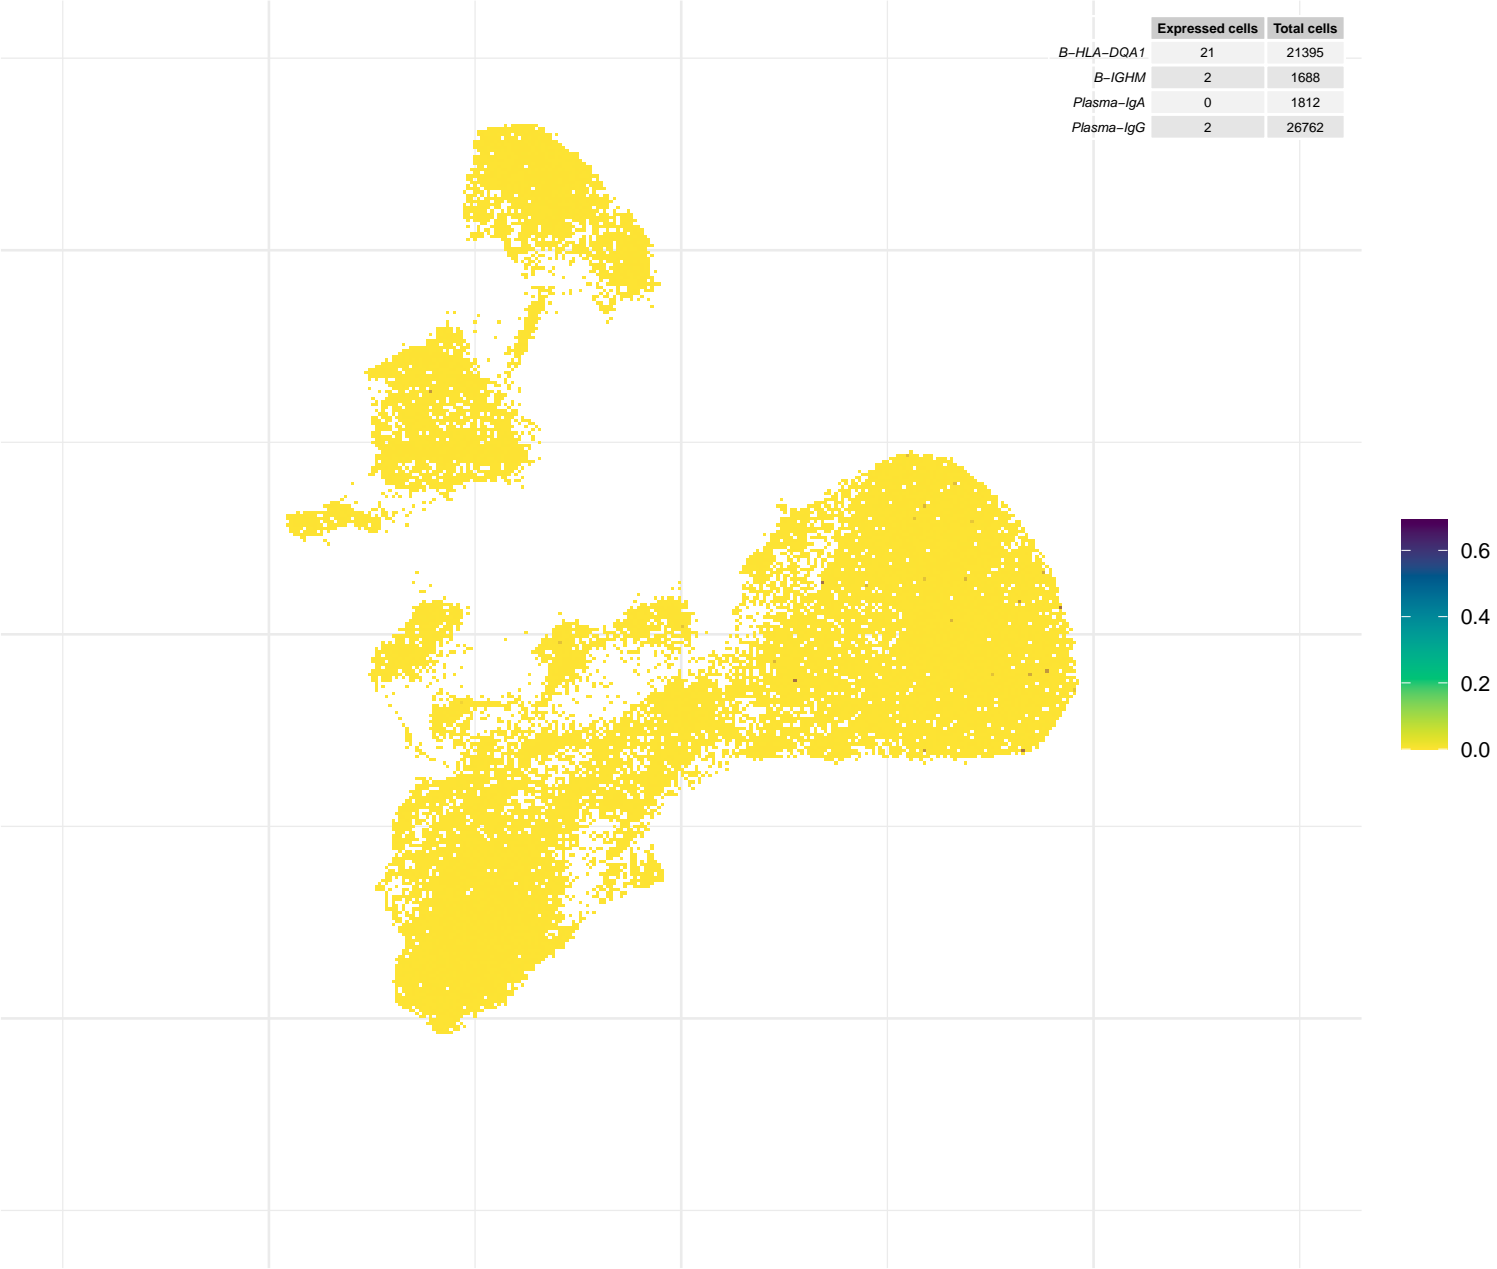 Expressed cells Total cells
B−HLA−DQA1 21 21395
B−IGHM 2 1688
Plasma−IgA 0 1812
Plasma−IgG 2 26762
0.6
0.4
0.2
0.0